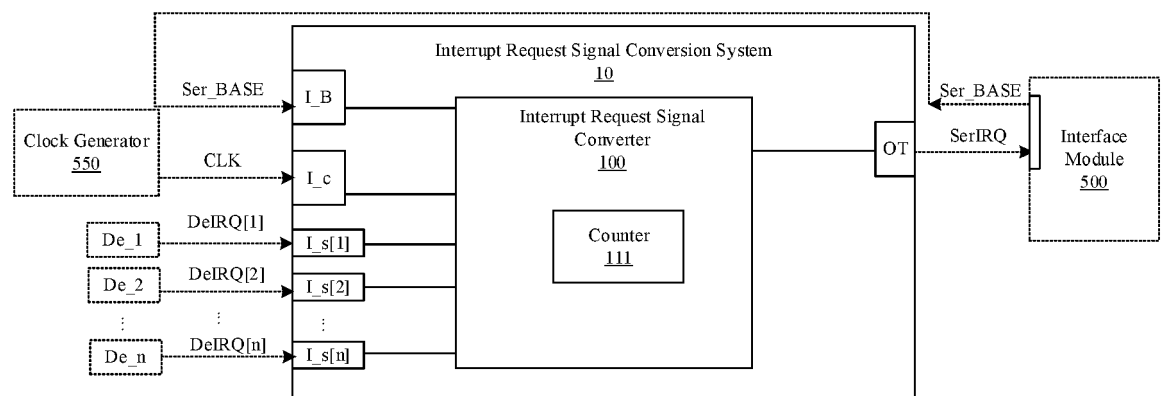 Interrupt Request Signal Conversion System
10
Ser_BASE
I_B
Clock Generator
550
CLK
I_c
Interrupt Request Signal
Converter
100
Counter
111
OT
Ser_BASE
SerIRQ
Interface
Module
500
De_1
DeIRQ[1]
I_s[1]
De_2
DeIRQ[2]
I_s[2]
⋮
⋮
⋮
De_n
DeIRQ[n]
I_s[n]